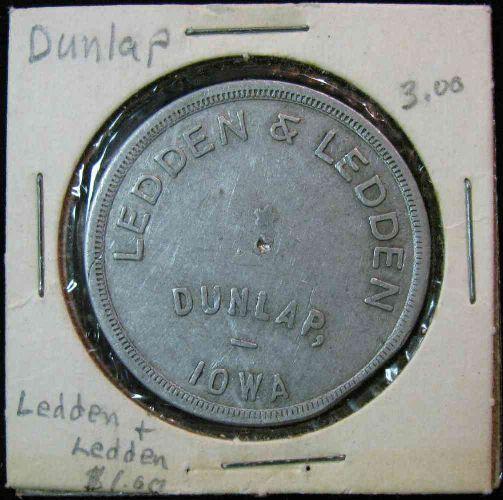 Dunlap
3.00
LEDDEN & LEDDEN
DUNLAP,
IOWA
Ledden +
Ledden
$1.00